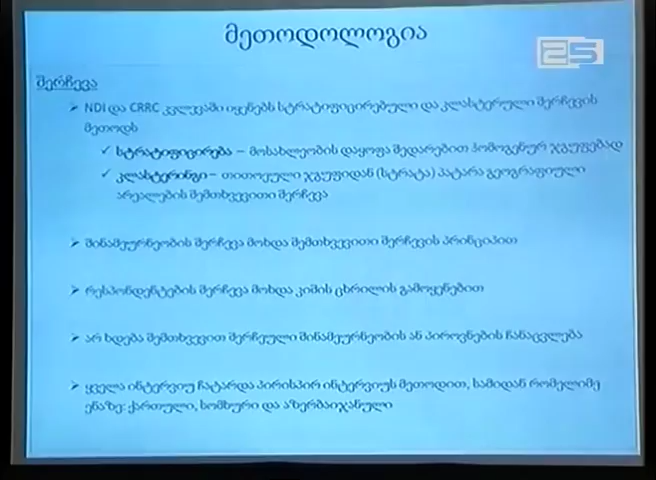 მეთოდოლოგია
25
შერჩევა
➢ NDI და CRRC კვლევაში იყენებს სტრატიფიცირებული და კლასტერული შერჩევის
მეთოდს
✓ სტრატიფიცირება – მოსახლეობის დაყოფა შედარებით ჰომოგენურ ჯგუფებად
✓ კლასტერინგი – თითოეული ჯგუფიდან (სტრატა) პატარა გეოგრაფიული
არეალების შემთხვევითი შერჩევა
➢ შინამეურნეობის შერჩევა მოხდა შემთხვევითი შერჩევის პრინციპით
➢ რესპონდენტების შერჩევა მოხდა კიშის ცხრილის გამოყენებით
➢ არ ხდება შემთხვევით შერჩეული შინამეურნეობის ან პიროვნების ჩანაცვლება
➢ ყველა ინტერვიუ ჩატარდა პირისპირ ინტერვიუს მეთოდით, სამიდან რომელიმე
ენაზე: ქართული, სომხური და აზერბაიჯანული